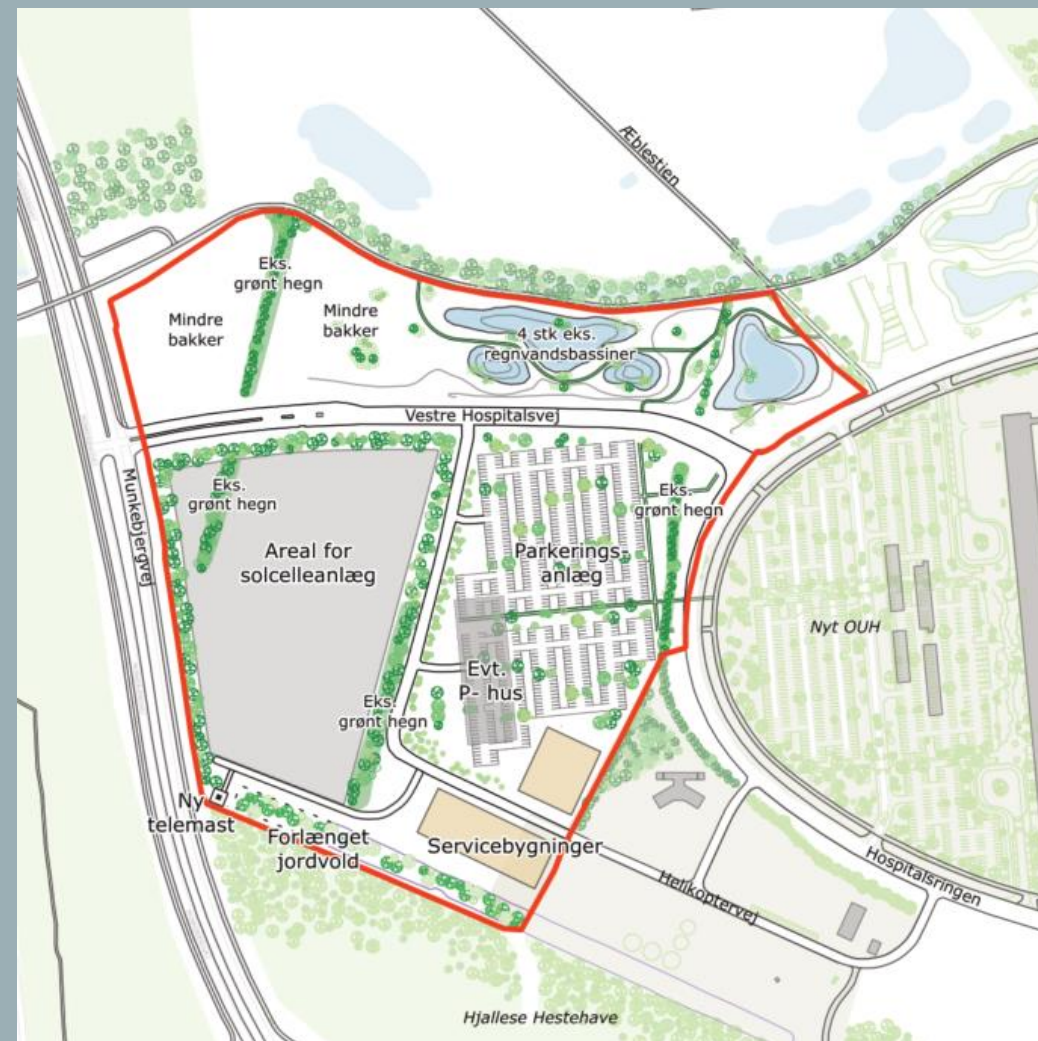 Æblestien
Eks.
grønt hegn
Mindre
bakker
Mindre
bakker
4 stk eks.
regnvandsbassiner
Vestre Hospitalsvej
Munkebjergvej
Eks.
grønt hegn
Areal for
solcelleanlæg
Parkerings-
anlæg
Eks.
grønt hegn
Nyt OUH
Evt.
P- hus
Eks.
grønt hegn
Ny
telemast
Forlænget
jordvold
Servicebygninger
Helikoptervej
Hospitalsringen
Hjallese Hestehave